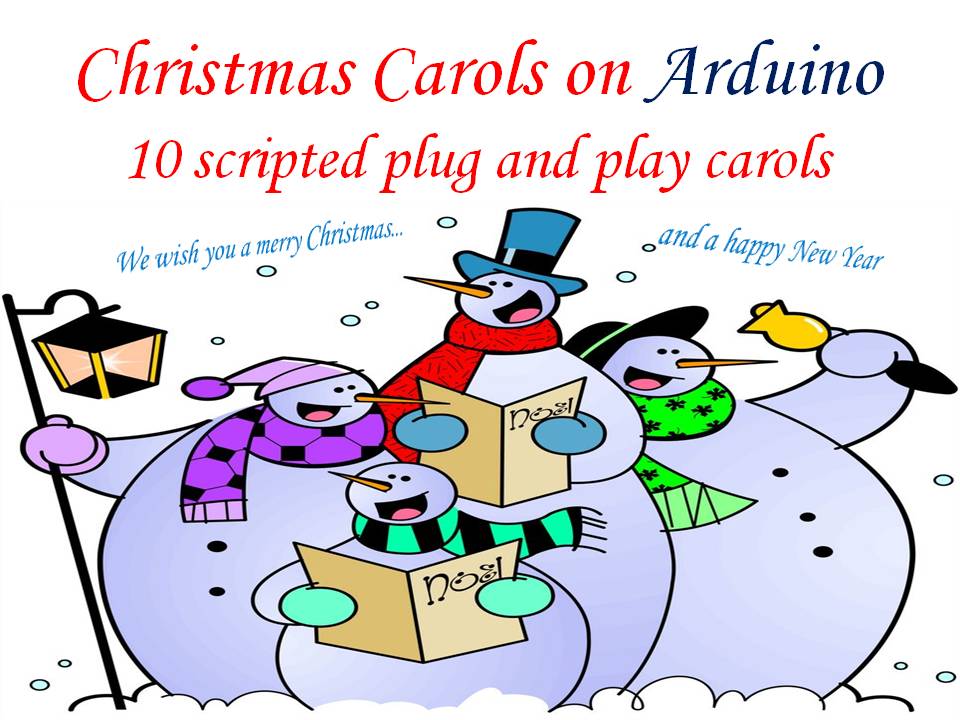 Christmas Carols on Arduino
10 scripted plug and play carols
We wish you a merry Christmas...
and a happy New Year
Noel
Noel